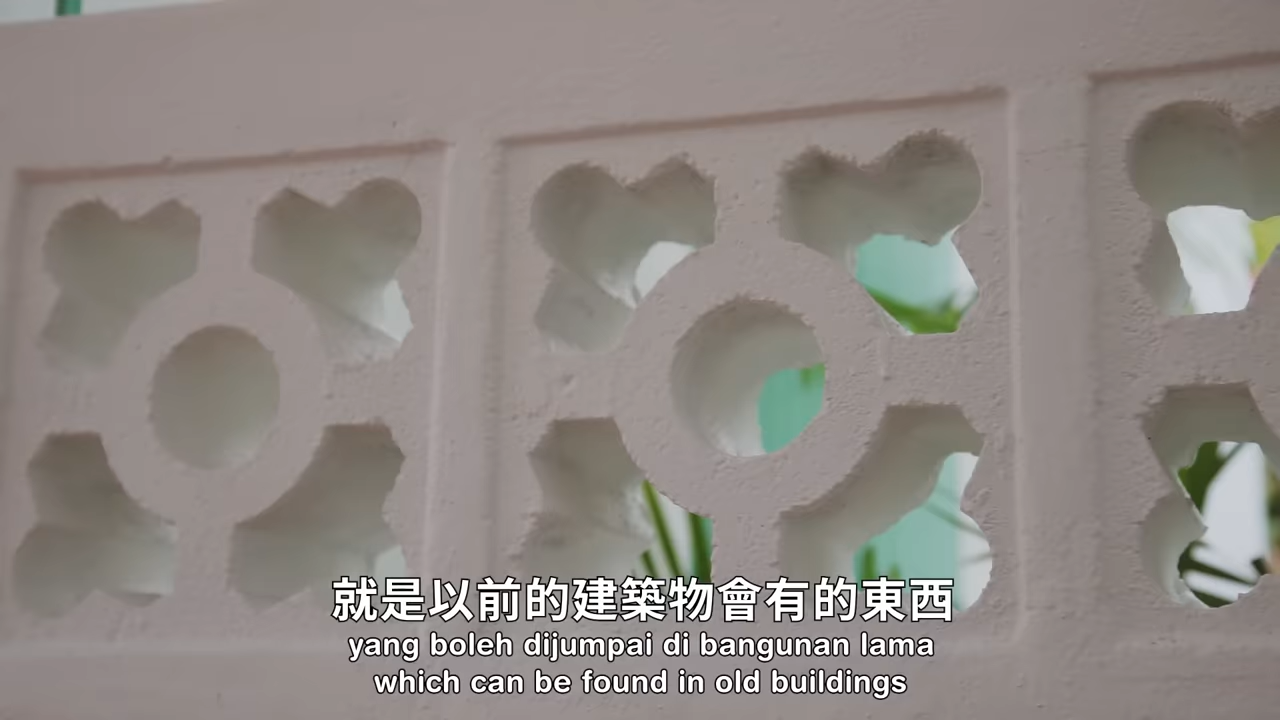 就是以前的建築物會有的東西
yang boleh dijumpai di bangunan lama
which can be found in old buildings